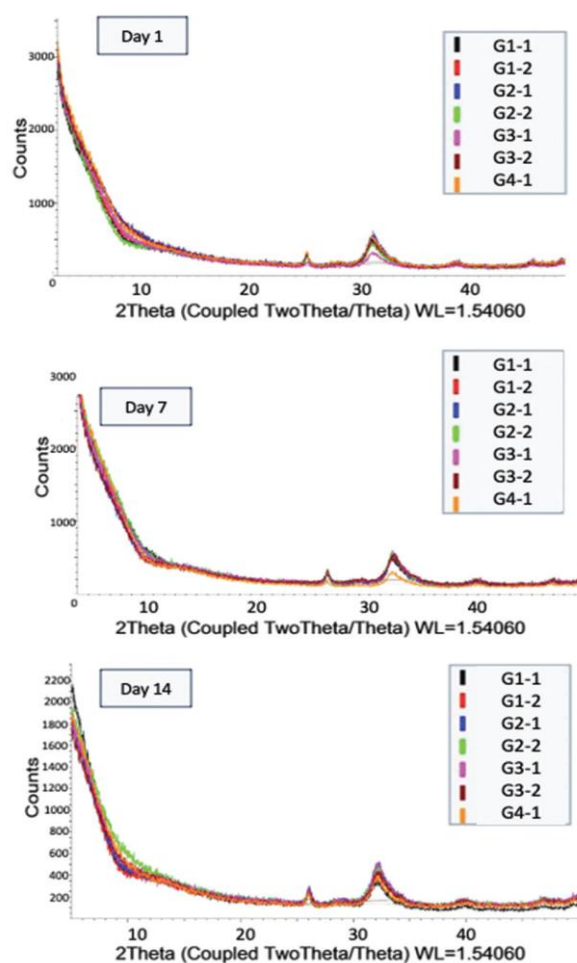 Day 1
3000
2000
1000
0
Counts
10 20 30 40
2Theta (Coupled TwoTheta/Theta) WL=1.54060
G1-1
G1-2
G2-1
G2-2
G3-1
G3-2
G4-1
Day 7
3000
2000
1000
0
Counts
10 20 30 40
2Theta (Coupled TwoTheta/Theta) WL=1.54060
G1-1
G1-2
G2-1
G2-2
G3-1
G3-2
G4-1
Day 14
2200
2000
1800
1600
1400
1200
1000
800
600
400
200
Counts
10 20 30 40
2Theta (Coupled TwoTheta/Theta) WL=1.54060
G1-1
G1-2
G2-1
G2-2
G3-1
G3-2
G4-1